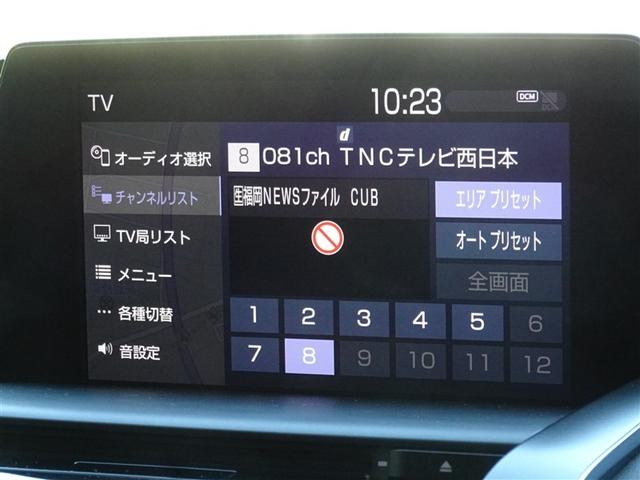 TV
10:23
DCM
d
オーディオ選択
8 081ch TNCテレビ西日本
チャンネルリスト
生福岡NEWSファイル CUB
エリア プリセット
TV局リスト
オート プリセット
メニュー
全画面
各種切替
1 2 3 4 5 6
音設定
7 8 9 10 11 12